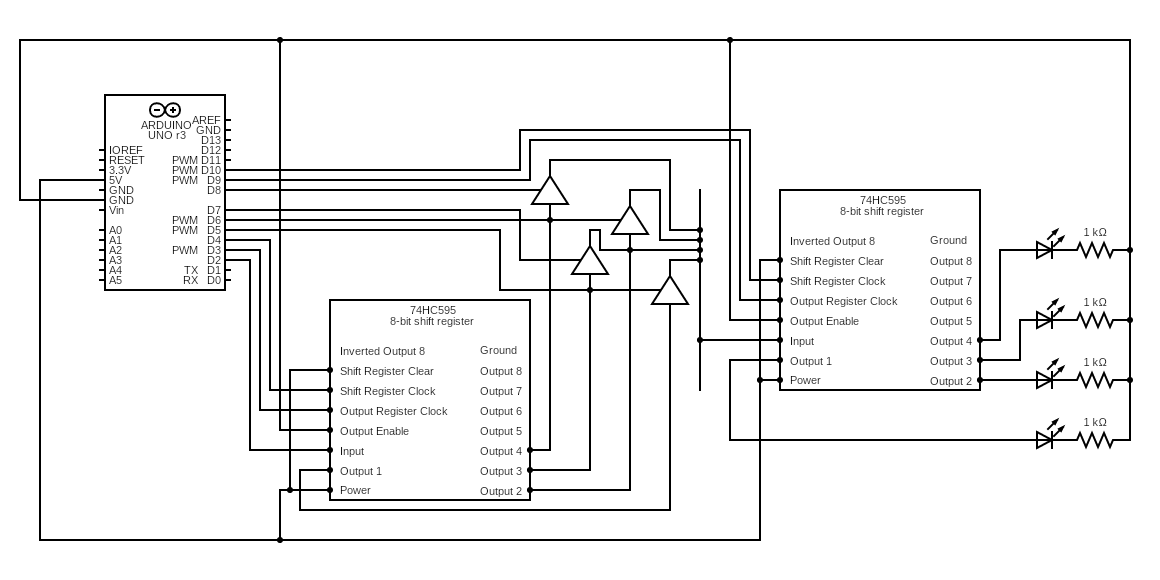 ARDUINO
UNO r3
AREF
GND
D13
D12
IOREF
RESET PWM D11
3.3V PWM D10
5V PWM D9
GND D8
GND
Vin D7
PWM D6
A0 PWM D5
A1 D4
A2 PWM D3
A3 D2
A4 TX D1
A5 RX D0
74HC595
8-bit shift register
Inverted Output 8 Ground
Shift Register Clear Output 8
Shift Register Clock Output 7
Output Register Clock Output 6
Output Enable Output 5
Input Output 4
Output 1 Output 3
Power Output 2
74HC595
8-bit shift register
Inverted Output 8 Ground
Shift Register Clear Output 8
Shift Register Clock Output 7
Output Register Clock Output 6
Output Enable Output 5
Input Output 4
Output 1 Output 3
Power Output 2
1 kΩ
1 kΩ
1 kΩ
1 kΩ